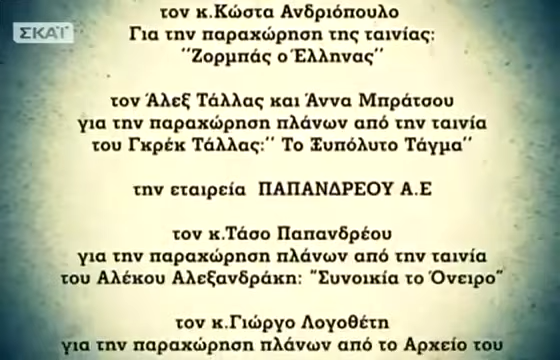 τον κ.Κώστα Ανδριόπουλο
ΣΚΑΪ
Για την παραχώρηση της ταινίας:
"Ζορμπάς ο Έλληνας"
τον Άλεξ Τάλλας και Άννα Μπράτσου
για την παραχώρηση πλάνων από την ταινία
του Γκρέκ Τάλλας:" Το Ξυπόλυτο Τάγμα"
την εταιρεία ΠΑΠΑΝΔΡΕΟΥ Α.Ε
τον κ.Τάσο Παπανδρέου
για την παραχώρηση πλάνων από την ταινία
του Αλέκου Αλεξανδράκη: "Συνοικία το Όνειρο"
τον κ.Γιώργο Λογοθέτη
για την παραχώρηση πλάνων από το Αρχείο του